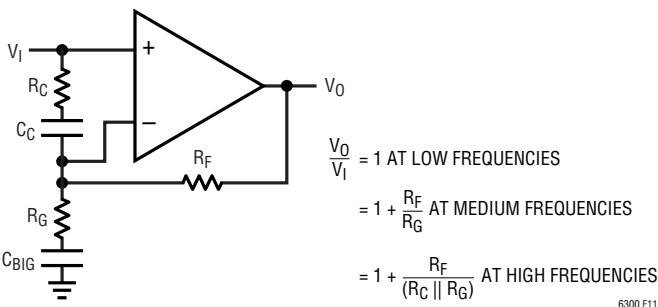 V_I
+
R_C
V_O
C_C
–
R_F
R_G
C_BIG
V_O/V_I = 1 AT LOW FREQUENCIES
= 1 + R_F/R_G AT MEDIUM FREQUENCIES
= 1 + R_F/(R_C || R_G) AT HIGH FREQUENCIES
6300 F11